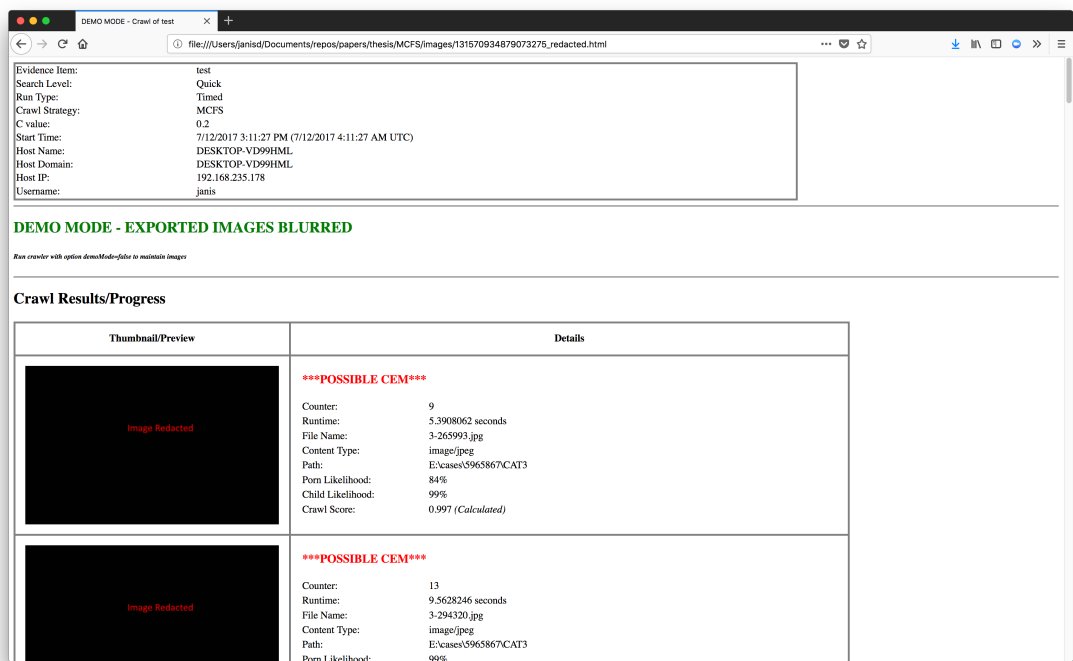 DEMO MODE - Crawl of test
file:///Users/janisd/Documents/repos/papers/thesis/MCFS/images/131570934879073275_redacted.html
Evidence Item: test
Search Level: Quick
Run Type: Timed
Crawl Strategy: MCFS
C value: 0.2
Start Time: 7/12/2017 3:11:27 PM (7/12/2017 4:11:27 AM UTC)
Host Name: DESKTOP-VD99HML
Host Domain: DESKTOP-VD99HML
Host IP: 192.168.235.178
Username: janis
DEMO MODE - EXPORTED IMAGES BLURRED
Run crawler with option demoMode=false to maintain images
Crawl Results/Progress
Thumbnail/Preview Details
Image Redacted
***POSSIBLE CEM***
Counter: 9
Runtime: 5.3908062 seconds
File Name: 3-265993.jpg
Content Type: image/jpeg
Path: E:\cases\5965867\CAT3
Porn Likelihood: 84%
Child Likelihood: 99%
Crawl Score: 0.997 (Calculated)
Image Redacted
***POSSIBLE CEM***
Counter: 13
Runtime: 9.5628246 seconds
File Name: 3-294320.jpg
Content Type: image/jpeg
Path: E:\cases\5965867\CAT3
Porn Likelihood: 99%